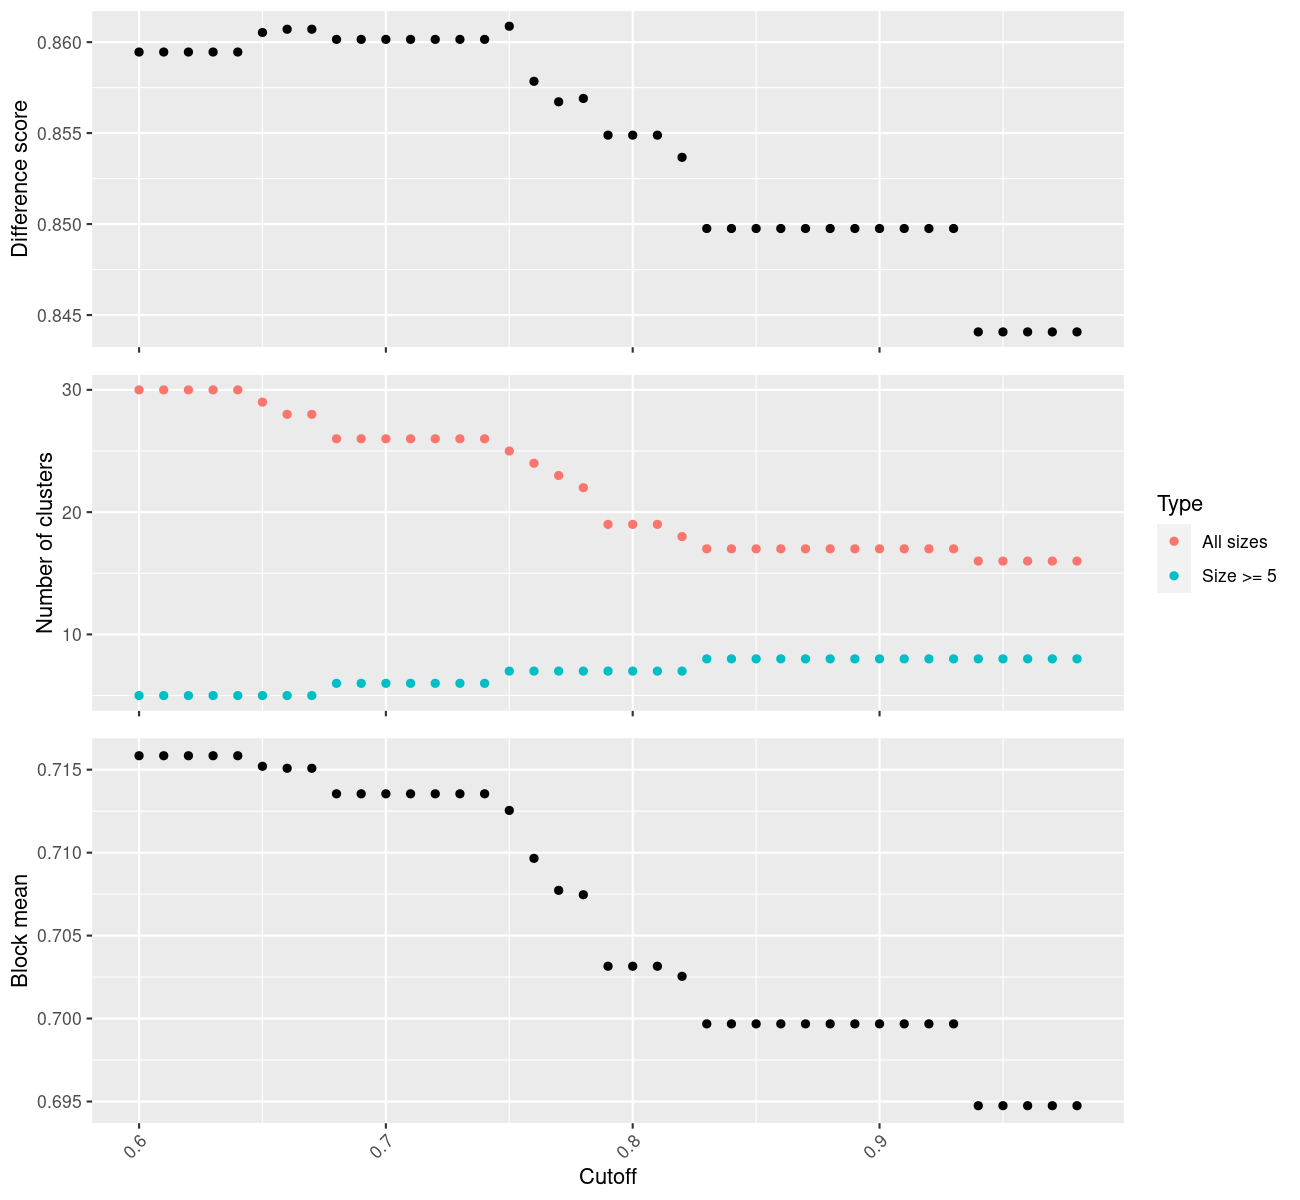 Difference score
0.860
0.855
0.850
0.845
Number of clusters
30
20
10
Type
All sizes
Size >= 5
Block mean
0.715
0.710
0.705
0.700
0.695
0.6
0.7
0.8
0.9
Cutoff